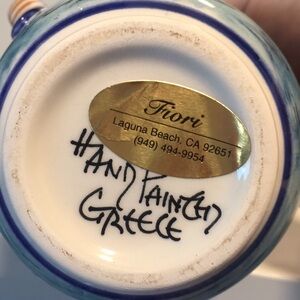 Fiori
Laguna Beach, CA 92651
(949) 494-9954
HAND PAINTED
GREECE